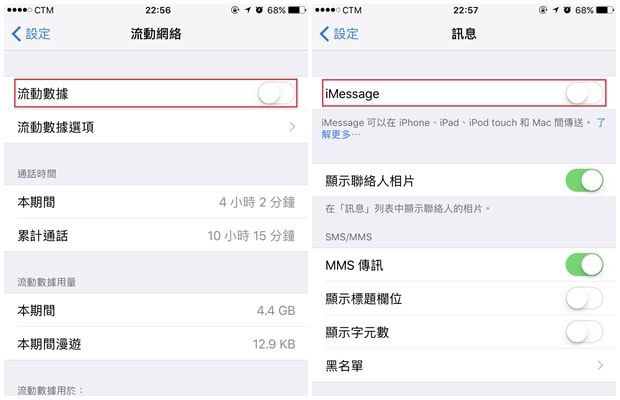 CTM 22:56 68%
設定 流動網絡
流動數據
流動數據選項
通話時間
本期間 4 小時 2 分鐘
累計通話 10 小時 15 分鐘
流動數據用量
本期間 4.4 GB
本期間漫遊 12.9 KB
流動數據用於：
CTM 22:57 68%
設定 訊息
iMessage
iMessage 可以在 iPhone、iPad、iPod touch 和 Mac 間傳送。 了
解更多⋯
顯示聯絡人相片
在「訊息」列表中顯示聯絡人的相片。
SMS/MMS
MMS 傳訊
顯示標題欄位
顯示字元數
黑名單